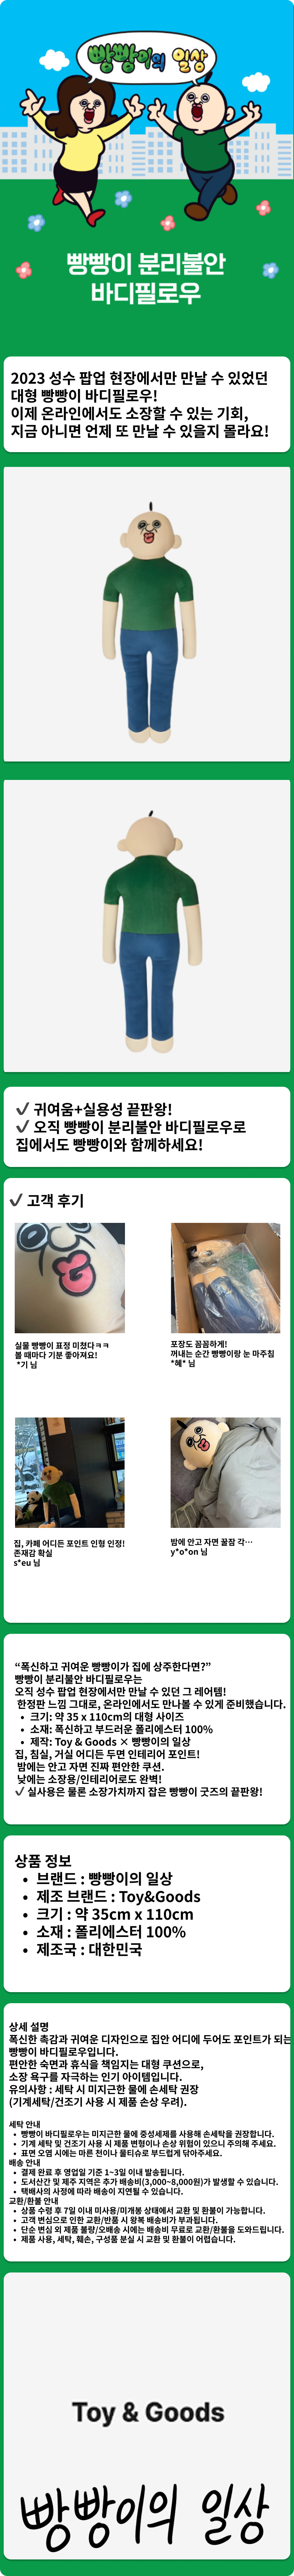 빵빵이의 일상
빵빵이 분리불안
바디필로우
2023 성수 팝업 현장에서만 만날 수 있었던
대형 빵빵이 바디필로우!
이제 온라인에서도 소장할 수 있는 기회,
지금 아니면 언제 또 만날 수 있을지 몰라요!
✔ 귀여움+실용성 끝판왕!
✔ 오직 빵빵이 분리불안 바디필로우로
집에서도 빵빵이와 함께하세요!
✔ 고객 후기
실물 빵빵이 표정 미쳤다ㅋㅋ
볼 때마다 기분 좋아져요!
*기 님
포장도 꼼꼼하게!
꺼내는 순간 빵빵이랑 눈 마주침
*혜* 님
집, 카페 어디든 포인트 인형 인정!
존재감 확실
s*eu 님
밤에 안고 자면 꿀잠 각…
y*o*on 님
“폭신하고 귀여운 빵빵이가 집에 상주한다면?”
빵빵이 분리불안 바디필로우는
오직 성수 팝업 현장에서만 만날 수 있던 그 레어템!
한정판 느낌 그대로, 온라인에서도 만나볼 수 있게 준비했습니다.
• 크기: 약 35 x 110cm의 대형 사이즈
• 소재: 폭신하고 부드러운 폴리에스터 100%
• 제작: Toy & Goods × 빵빵이의 일상
집, 침실, 거실 어디든 두면 인테리어 포인트!
밤에는 안고 자면 진짜 편안한 쿠션.
낮에는 소장용/인테리어로도 완벽!
✔ 실사용은 물론 소장가치까지 잡은 빵빵이 굿즈의 끝판왕!
상품 정보
• 브랜드 : 빵빵이의 일상
• 제조 브랜드 : Toy&Goods
• 크기 : 약 35cm x 110cm
• 소재 : 폴리에스터 100%
• 제조국 : 대한민국
상세 설명
폭신한 촉감과 귀여운 디자인으로 집안 어디에 두어도 포인트가 되는
빵빵이 바디필로우입니다.
편안한 숙면과 휴식을 책임지는 대형 쿠션으로,
소장 욕구를 자극하는 인기 아이템입니다.
유의사항 : 세탁 시 미지근한 물에 손세탁 권장
(기계세탁/건조기 사용 시 제품 손상 우려).
세탁 안내
• 빵빵이 바디필로우는 미지근한 물에 중성세제를 사용해 손세탁을 권장합니다.
• 기계 세탁 및 건조기 사용 시 제품 변형이나 손상 위험이 있으니 주의해 주세요.
• 표면 오염 시에는 마른 천이나 물티슈로 부드럽게 닦아주세요.
배송 안내
• 결제 완료 후 영업일 기준 1~3일 이내 발송됩니다.
• 도서산간 및 제주 지역은 추가 배송비(3,000~8,000원)가 발생할 수 있습니다.
• 택배사의 사정에 따라 배송이 지연될 수 있습니다.
교환/환불 안내
• 상품 수령 후 7일 이내 미사용/미개봉 상태에서 교환 및 환불이 가능합니다.
• 고객 변심으로 인한 교환/반품 시 왕복 배송비가 부과됩니다.
• 단순 변심 외 제품 불량/오배송 시에는 배송비 무료로 교환/환불을 도와드립니다.
• 제품 사용, 세탁, 훼손, 구성품 분실 시 교환 및 환불이 어렵습니다.
Toy & Goods
빵빵이의 일상